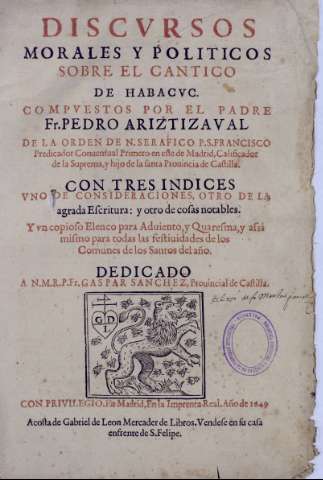 DISCVRSOS
MORALES Y POLITICOS
SOBRE EL CANTICO
DE HABACVC.
COMPVESTOS POR EL PADRE
Fr. PEDRO ARIZTIZAVAL
DE LA ORDEN DE N. SERAFICO P.S. FRANCISCO
Predicador Conuentual Primero en este de Madrid, Calificador
de la Suprema, y hijo de la santa Prouincia de Castilla.
CON TRES INDICES
VNO DE CONSIDERACIONES, OTRO DE LA
sagrada Escritura: y otro de cosas notables.
Y vn copioso Elenco para Aduiento, y Quaresma, y assi
mismo para todas las festiuidades de los
Comunes de los Santos del año.
DEDICADO
A N.M.R.P. Fr. GASPAR SANCHEZ, Prouincial de Castilla.
G D
L
CON PRIVILEGIO. En Madrid, En la Imprenta Real. Año de 1649
Acosta de Gabriel de Leon Mercader de Libros. Vendese en su casa
enfrente de S. Felipe.